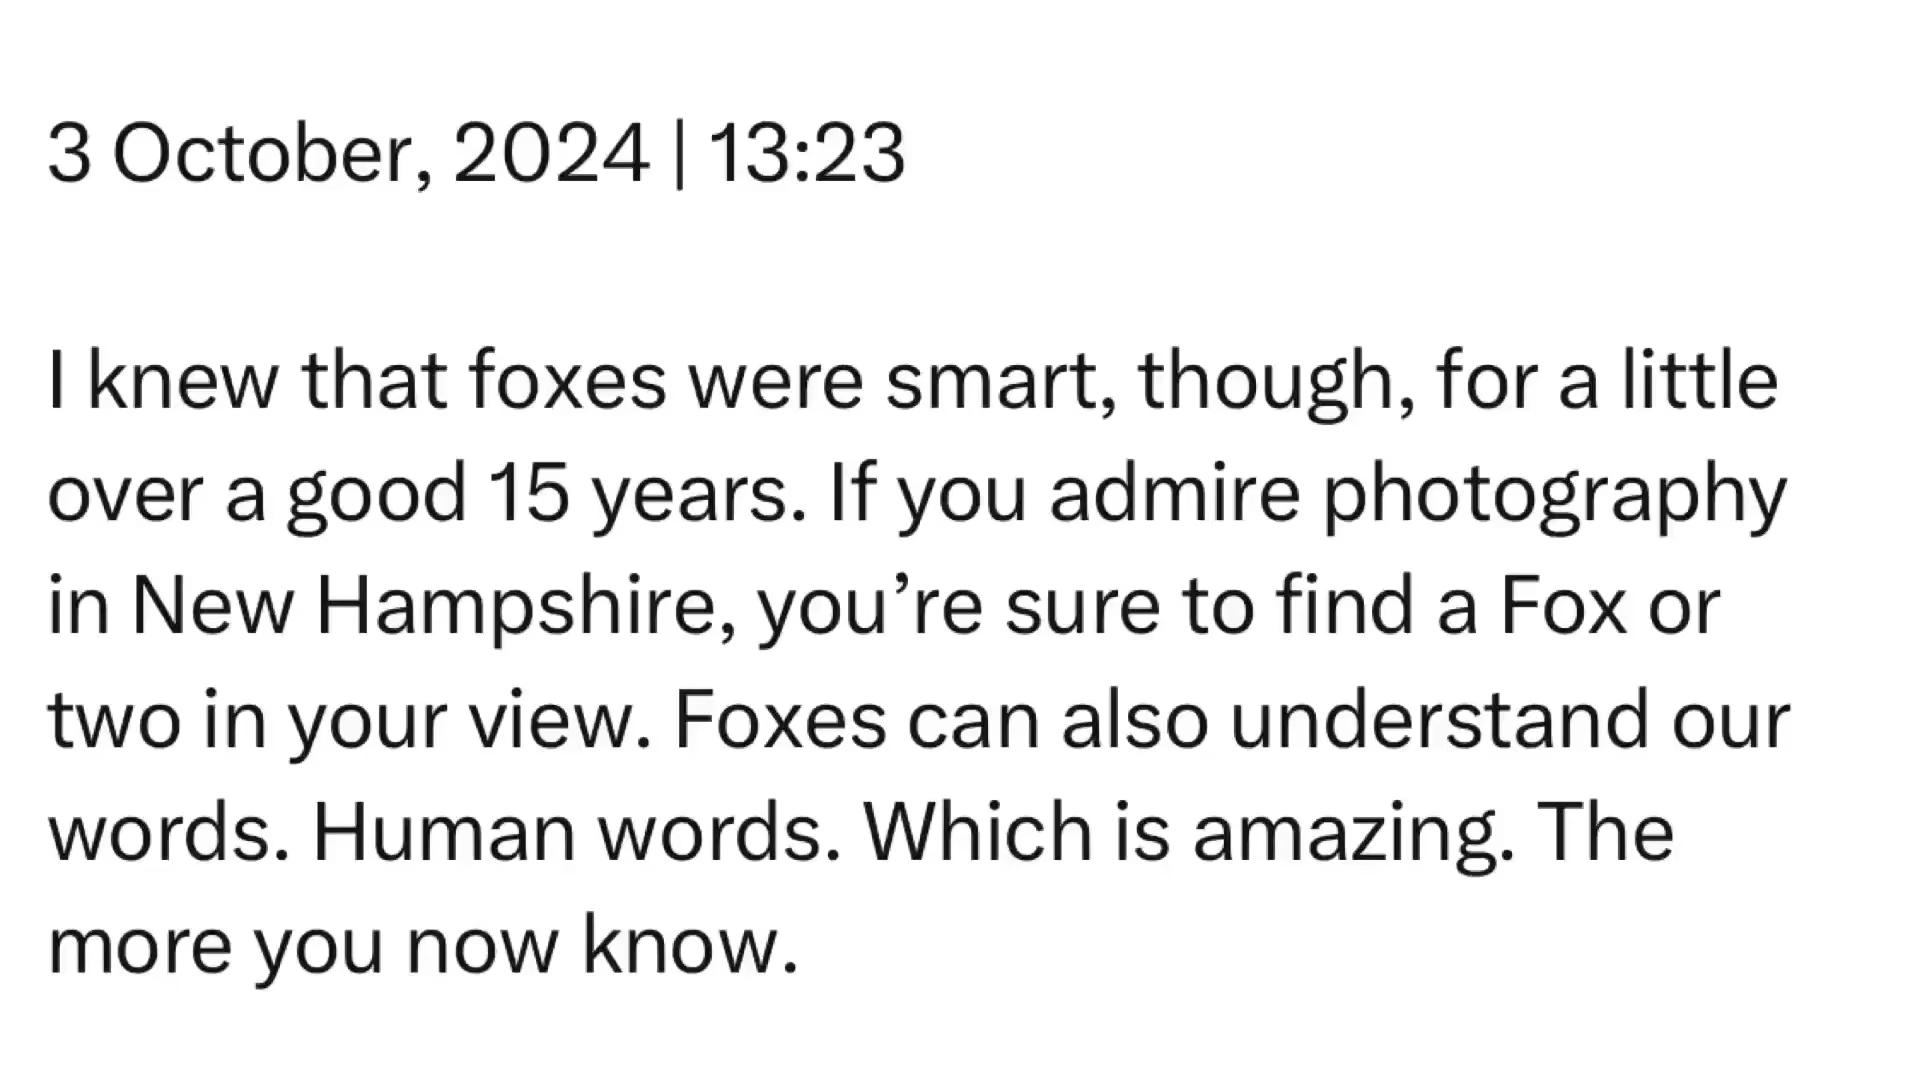 3 October, 2024 | 13:23
I knew that foxes were smart, though, for a little
over a good 15 years. If you admire photography
in New Hampshire, you’re sure to find a Fox or
two in your view. Foxes can also understand our
words. Human words. Which is amazing. The
more you now know.